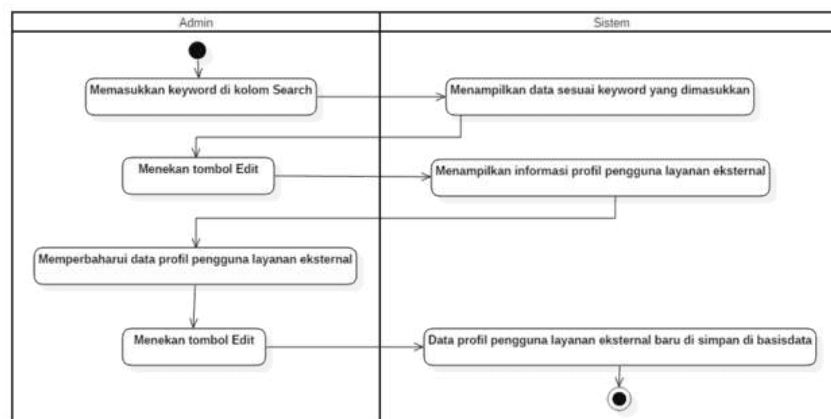 Admin
Sistem
Memasukkan keyword di kolom Search
Menampilkan data sesuai keyword yang dimasukkan
Menekan tombol Edit
Menampilkan informasi profil pengguna layanan eksternal
Memperbaharui data profil pengguna layanan eksternal
Menekan tombol Edit
Data profil pengguna layanan eksternal baru di simpan di basisdata